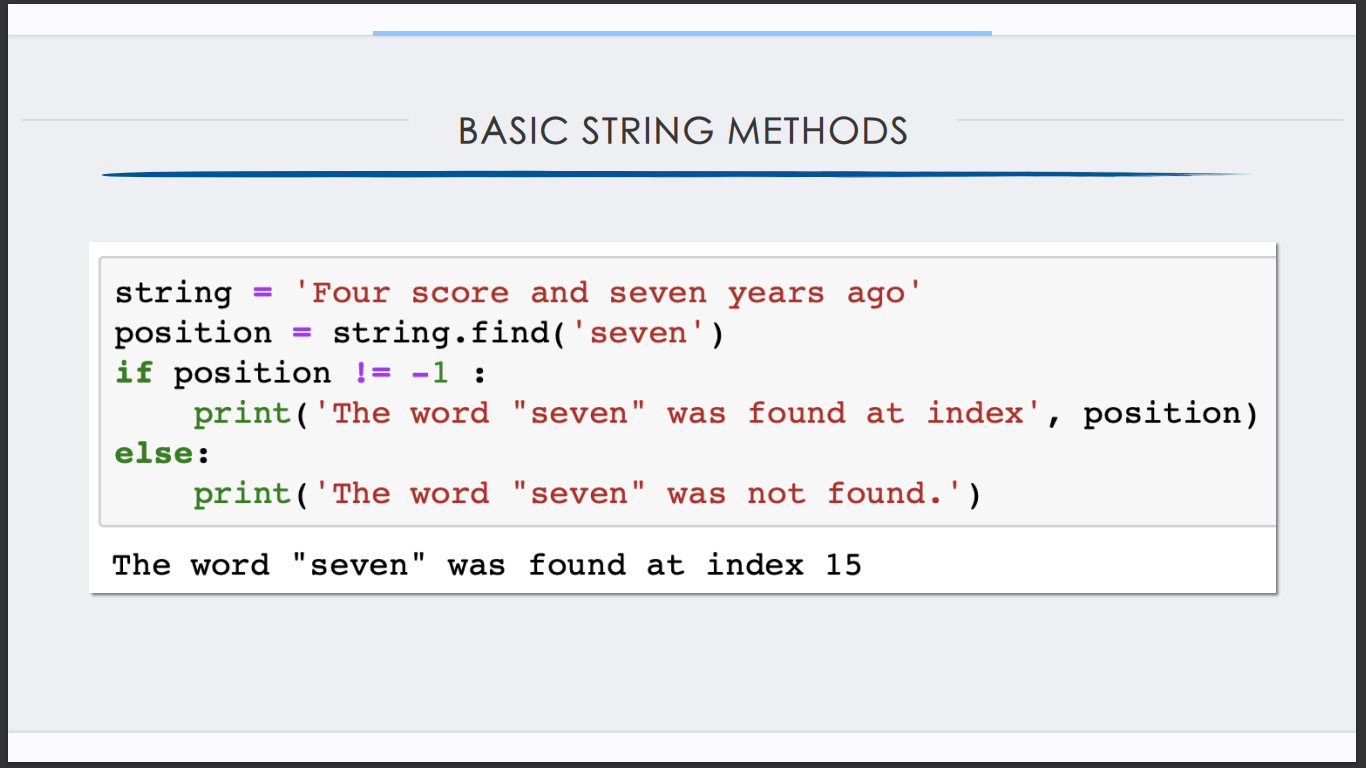 BASIC STRING METHODS
string = 'Four score and seven years ago'
position = string.find('seven')
if position != -1 :
    print('The word "seven" was found at index', position)
else:
    print('The word "seven" was not found.')
The word "seven" was found at index 15